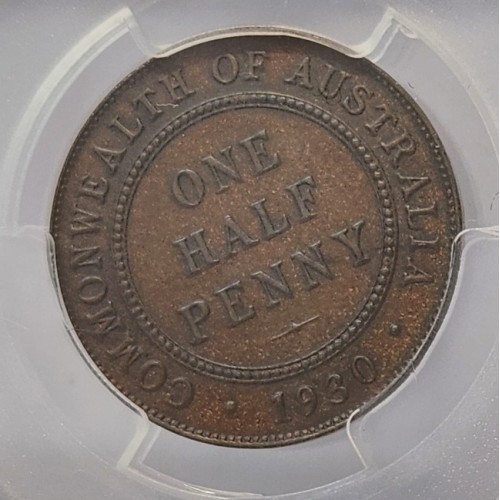 COMMONWEALTH OF AUSTRALIA
ONE
HALF
PENNY
1930